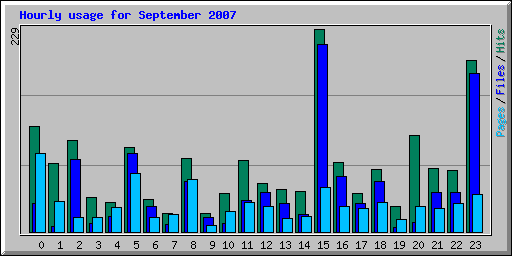 Hourly usage for September 2007
229
Pages / Files / Hits
0 1 2 3 4 5 6 7 8 9 10 11 12 13 14 15 16 17 18 19 20 21 22 23